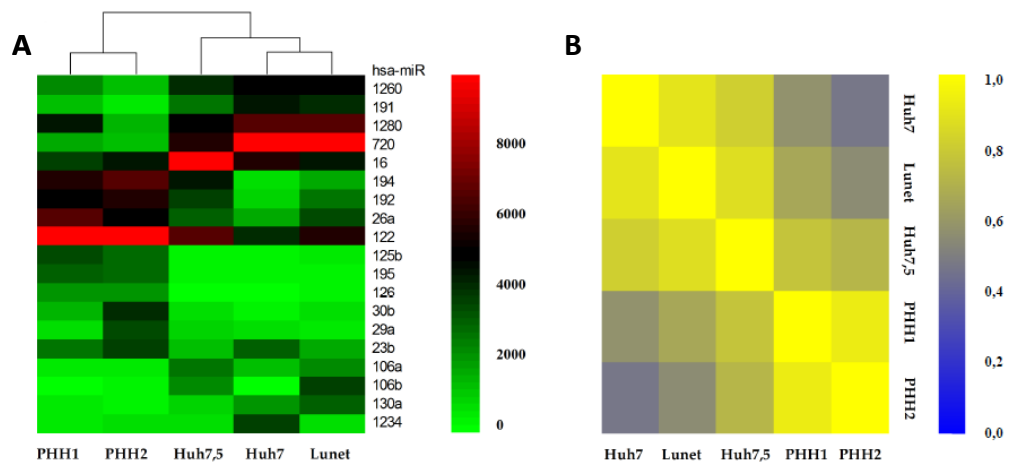 A
B
hsa-miR
1260
191
1280
720
16
194
192
26a
122
125b
195
126
30b
29a
23b
106a
106b
130a
1234
8000
6000
4000
2000
0
PHH1 PHH2 Huh7,5 Huh7 Lunet
Huh7
Lunet
Huh7,5
PHH1
PHH2
1,0
0,8
0,6
0,4
0,2
0,0
Huh7 Lunet Huh7,5 PHH1 PHH2